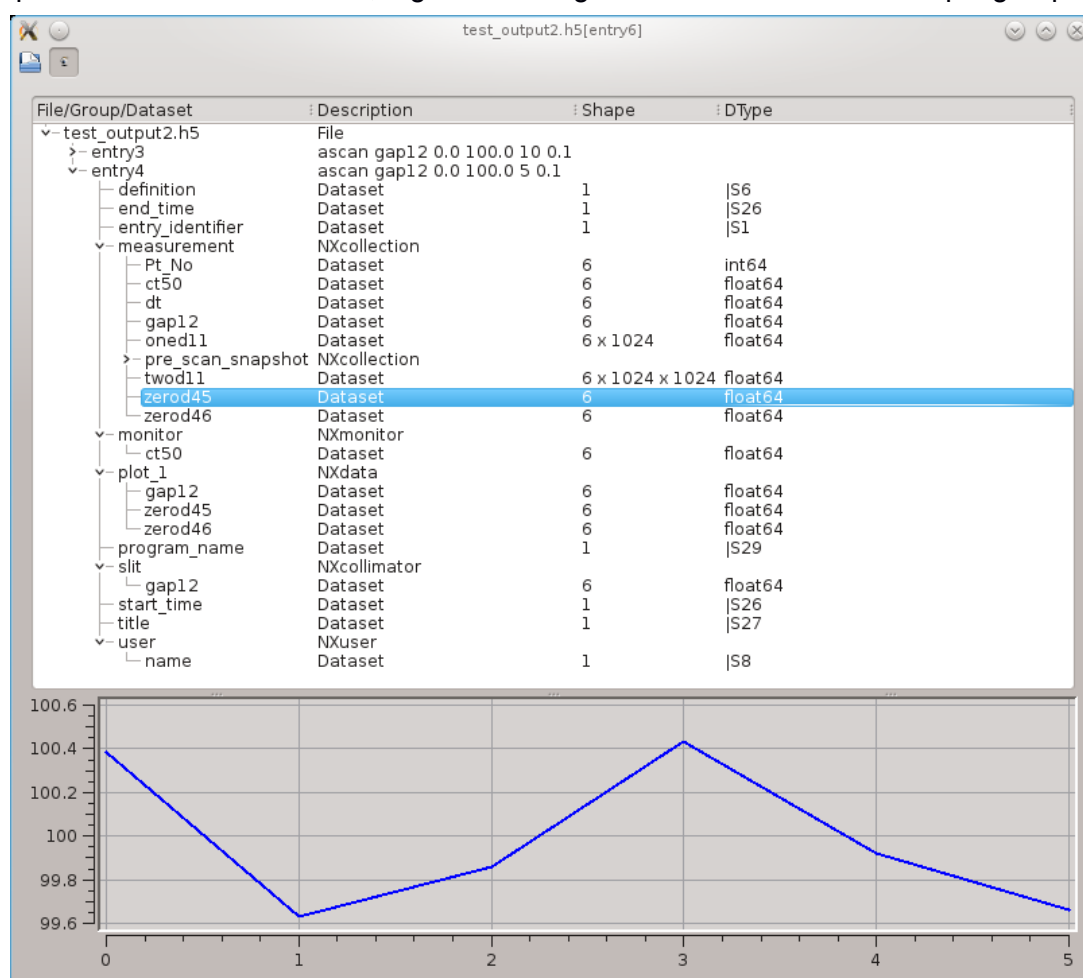 test_output2.h5[entry6]
File/Group/Dataset Description Shape DType
test_output2.h5 File
entry3 ascan gap12 0.0 100.0 10 0.1
entry4 ascan gap12 0.0 100.0 5 0.1
definition Dataset 1 |S6
end_time Dataset 1 |S26
entry_identifier Dataset 1 |S1
measurement NXcollection
Pt_No Dataset 6 int64
ct50 Dataset 6 float64
dt Dataset 6 float64
gap12 Dataset 6 float64
oned11 Dataset 6 x 1024 float64
pre_scan_snapshot NXcollection
twod11 Dataset 6 x 1024 x 1024 float64
zerod45 Dataset 6 float64
zerod46 Dataset 6 float64
monitor NXmonitor
ct50 Dataset 6 float64
plot_1 NXdata
gap12 Dataset 6 float64
zerod45 Dataset 6 float64
zerod46 Dataset 6 float64
program_name Dataset 1 |S29
slit NXcollimator
gap12 Dataset 6 float64
start_time Dataset 1 |S26
title Dataset 1 |S27
user NXuser
name Dataset 1 |S8
100.6
100.4
100.2
100
99.8
99.6
0 1 2 3 4 5